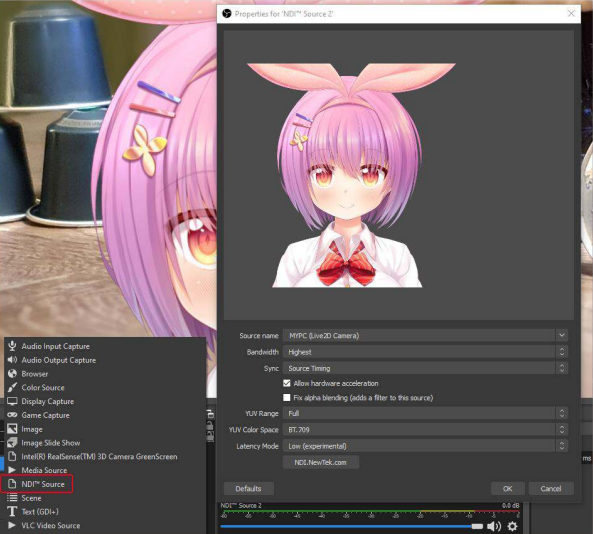 Properties for 'NDI™ Source 2'
Source name MYPC (Live2D Camera)
Bandwidth Highest
Sync Source Timing
Allow hardware acceleration
Fix alpha blending (adds a filter to this source)
YUV Range Full
YUV Color Space BT.709
Latency Mode Low (experimental)
NDI.NewTek.com
Defaults OK Cancel
Audio Input Capture
Audio Output Capture
Browser
Color Source
Display Capture
Game Capture
Image
Image Slide Show
Intel(R) RealSense(TM) 3D Camera GreenScreen
Media Source
NDI™ Source
Scene
Text (GDI+)
VLC Video Source
ms
NDI™ Source 2 0.0 dB